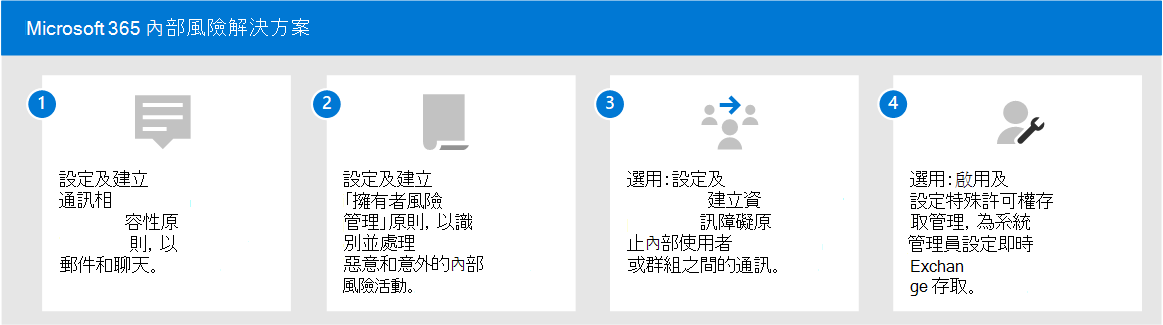 Microsoft 365 內部風險解決方案
1
設定及建立
通訊相
容性原
則，以
郵件和聊天。
2
設定及建立
「擁有者風險
管理」原則，以識
別並處理
惡意和意外的內部
風險活動。
3
選用：設定及
建立資
訊障礙原
止內部使用者
或群組之間的通訊。
4
選用：啟用及
設定特殊許可權存
取管理，為系統
管理員設定即時
Exchan
ge 存取。